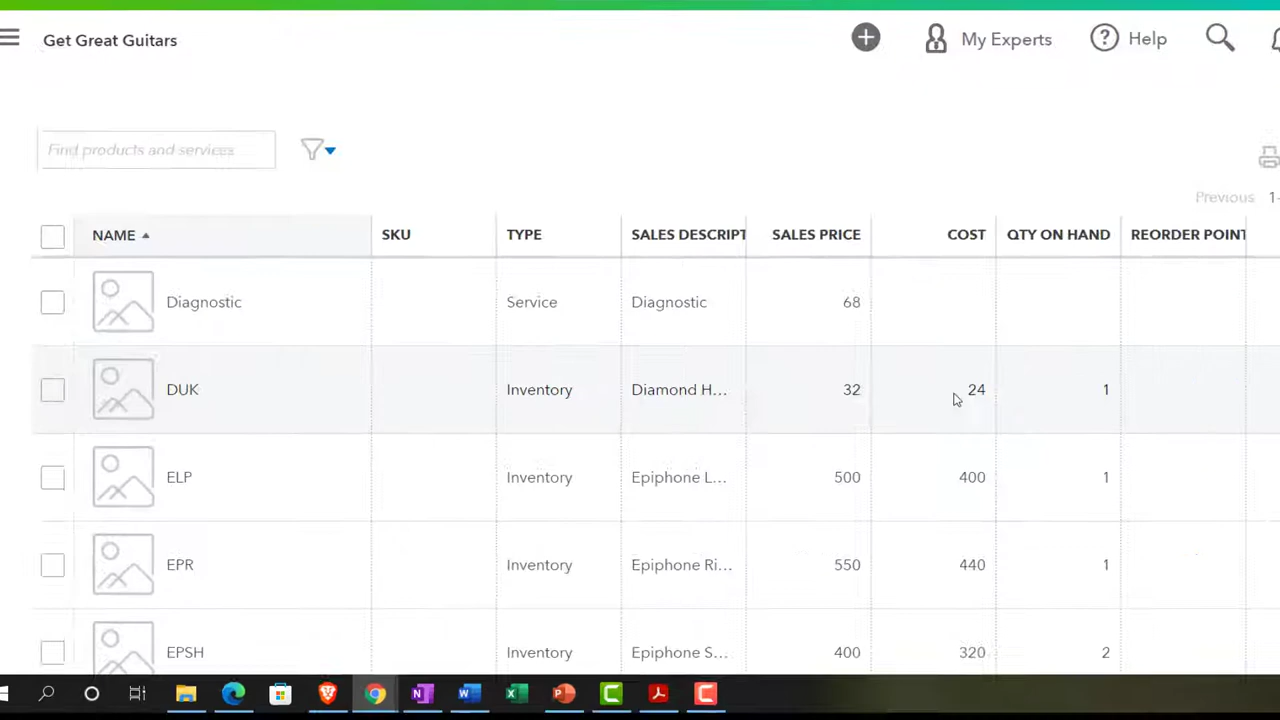 Get Great Guitars My Experts Help
Find products and services
Previous 1-
NAME SKU TYPE SALES DESCRIPT SALES PRICE COST QTY ON HAND REORDER POINT
Diagnostic Service Diagnostic 68
DUK Inventory Diamond H... 32 24 1
ELP Inventory Epiphone L... 500 400 1
EPR Inventory Epiphone Ri... 550 440 1
EPSH Inventory Epiphone S... 400 320 2